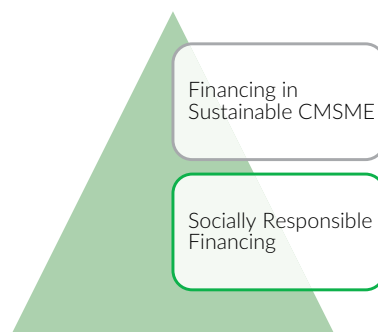 Financing in
Sustainable CMSME
Socially Responsible
Financing